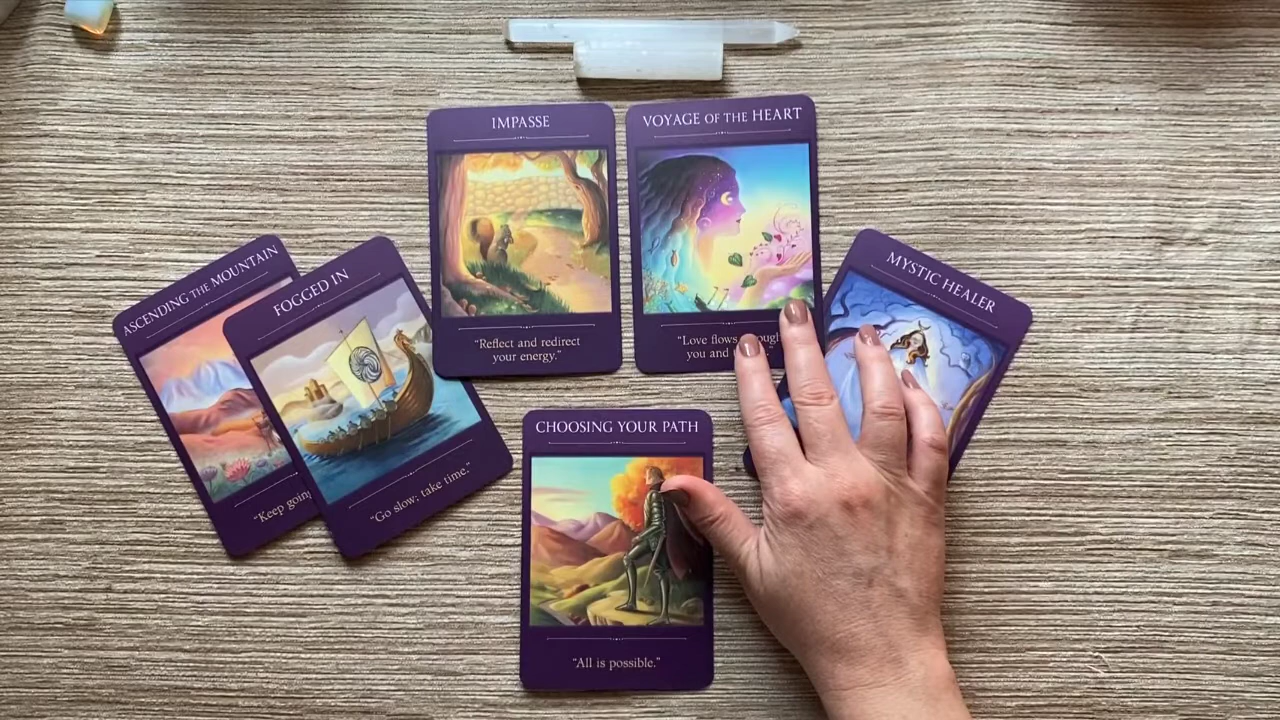 IMPASSE
"Reflect and redirect
your energy."
VOYAGE OF THE HEART
"Love flows
you and
ASCENDING THE MOUNTAIN
"Keep going
FOGGED IN
"Go slow; take time."
MYSTIC HEALER
CHOOSING YOUR PATH
"All is possible."